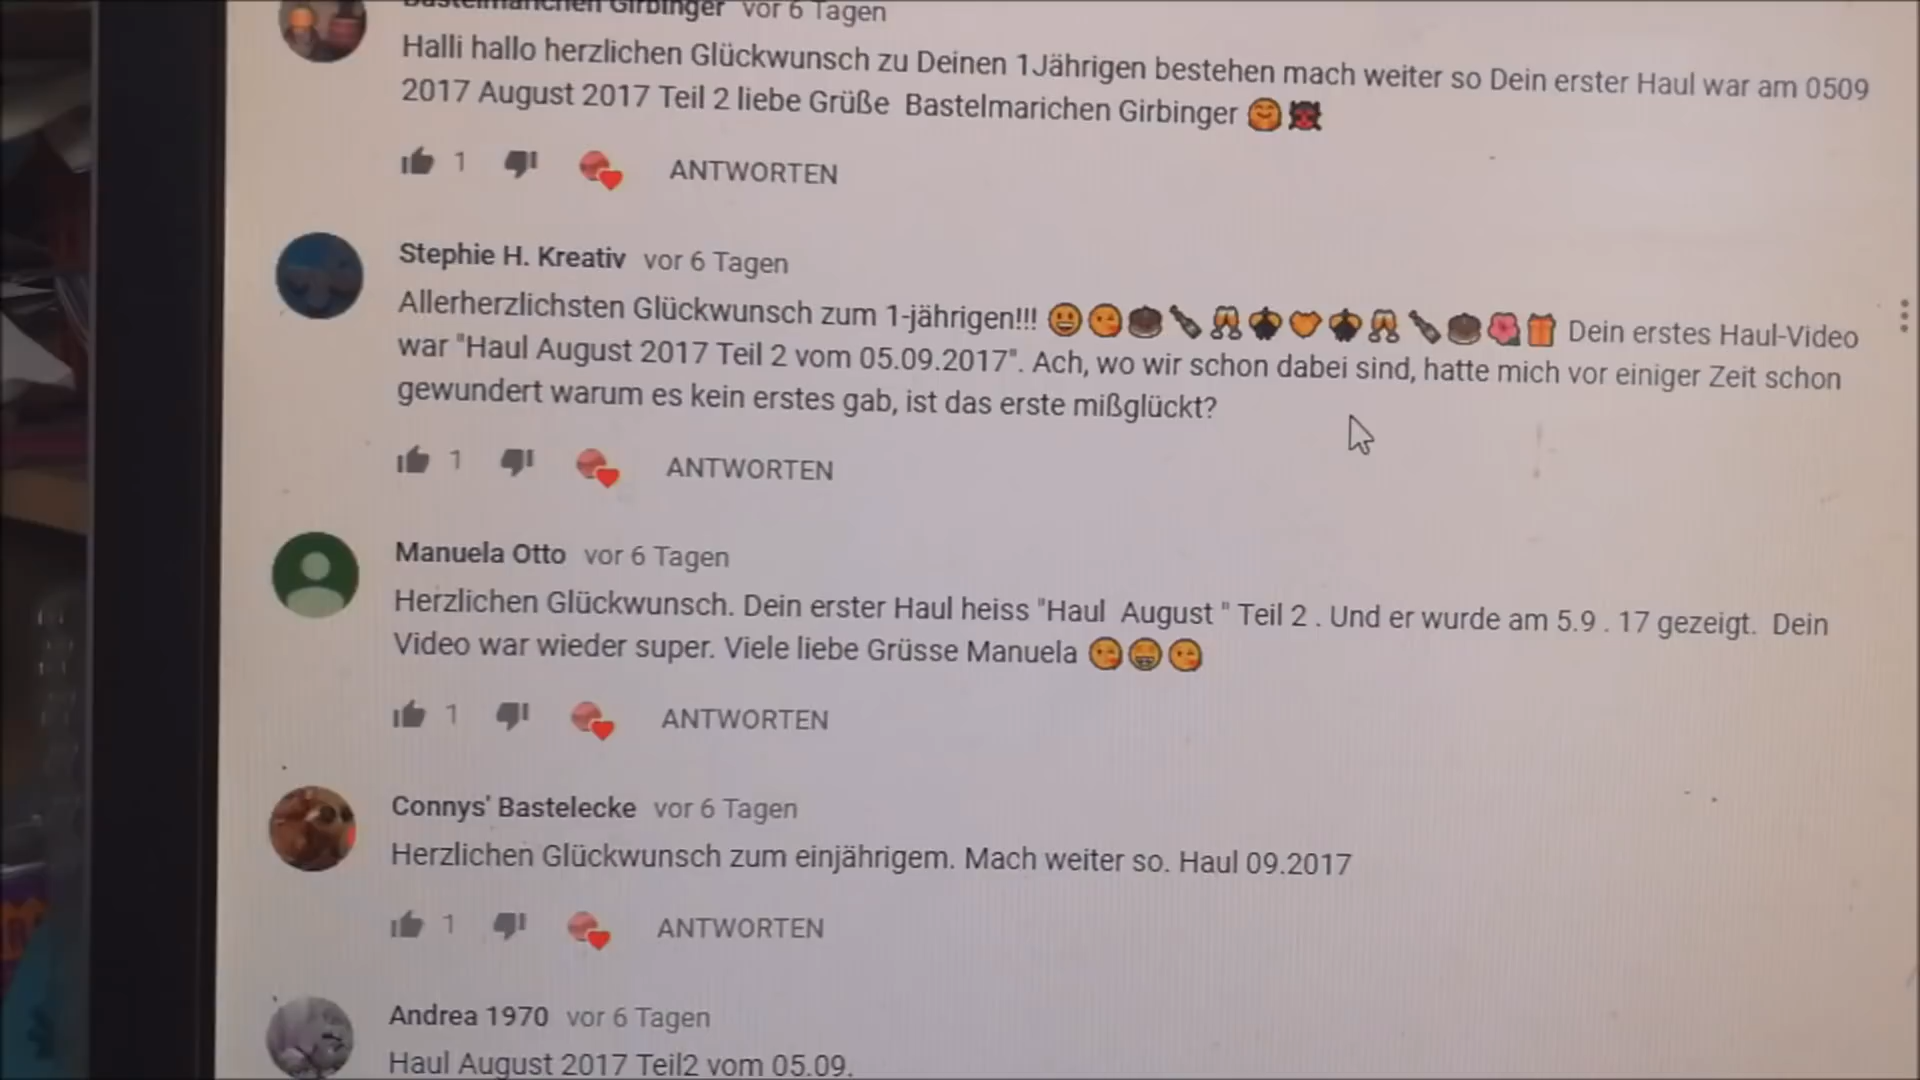 Bastelmarichen Girbinger vor 6 Tagen
Halli hallo herzlichen Glückwunsch zu Deinen 1Jährigen bestehen mach weiter so Dein erster Haul war am 0509
2017 August 2017 Teil 2 liebe Grüße Bastelmarichen Girbinger 😊
1 ANTWORTEN
Stephie H. Kreativ vor 6 Tagen
Allerherzlichsten Glückwunsch zum 1-jährigen!!! Dein erstes Haul-Video
war "Haul August 2017 Teil 2 vom 05.09.2017". Ach, wo wir schon dabei sind, hatte mich vor einiger Zeit schon
gewundert warum es kein erstes gab, ist das erste mißglückt?
1 ANTWORTEN
Manuela Otto vor 6 Tagen
Herzlichen Glückwunsch. Dein erster Haul heiss "Haul August " Teil 2 . Und er wurde am 5.9 . 17 gezeigt. Dein
Video war wieder super. Viele liebe Grüsse Manuela 😘😁😘
1 ANTWORTEN
Connys' Bastelecke vor 6 Tagen
Herzlichen Glückwunsch zum einjährigem. Mach weiter so. Haul 09.2017
1 ANTWORTEN
Andrea 1970 vor 6 Tagen
Haul August 2017 Teil2 vom 05.09.